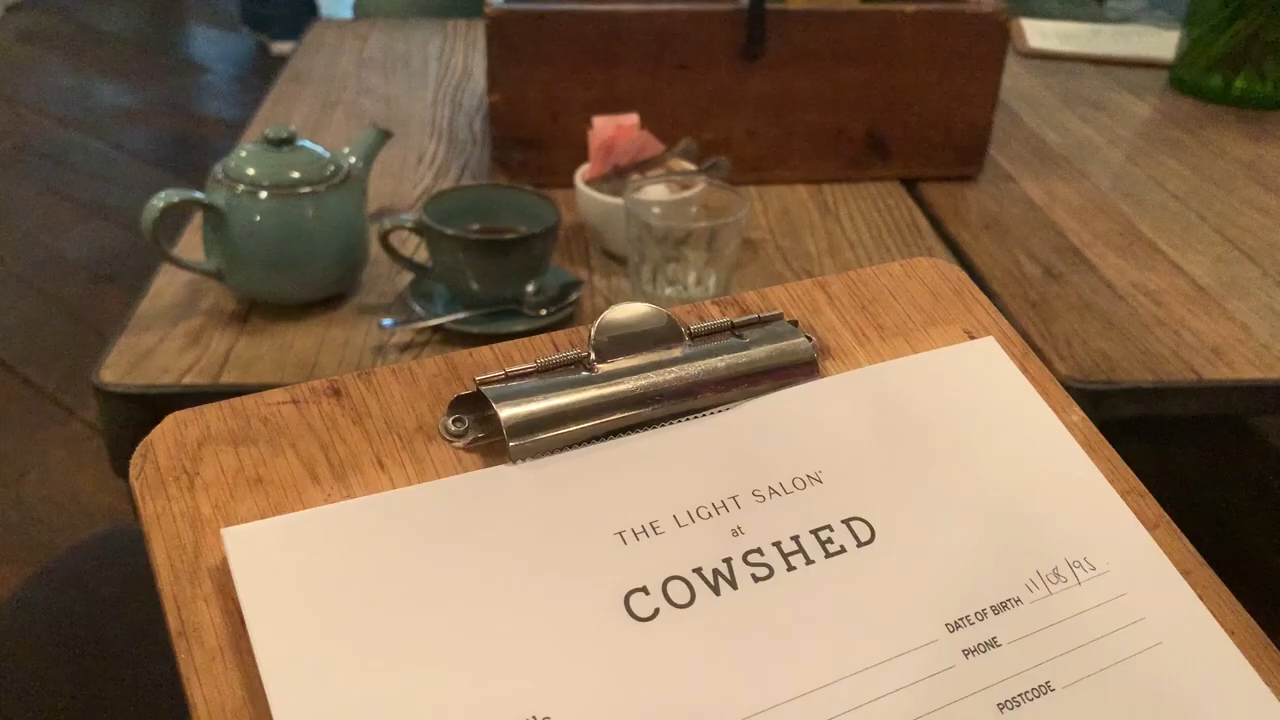 THE LIGHT SALON
at
COWSHED
DATE OF BIRTH 11/08/95
PHONE
POSTCODE